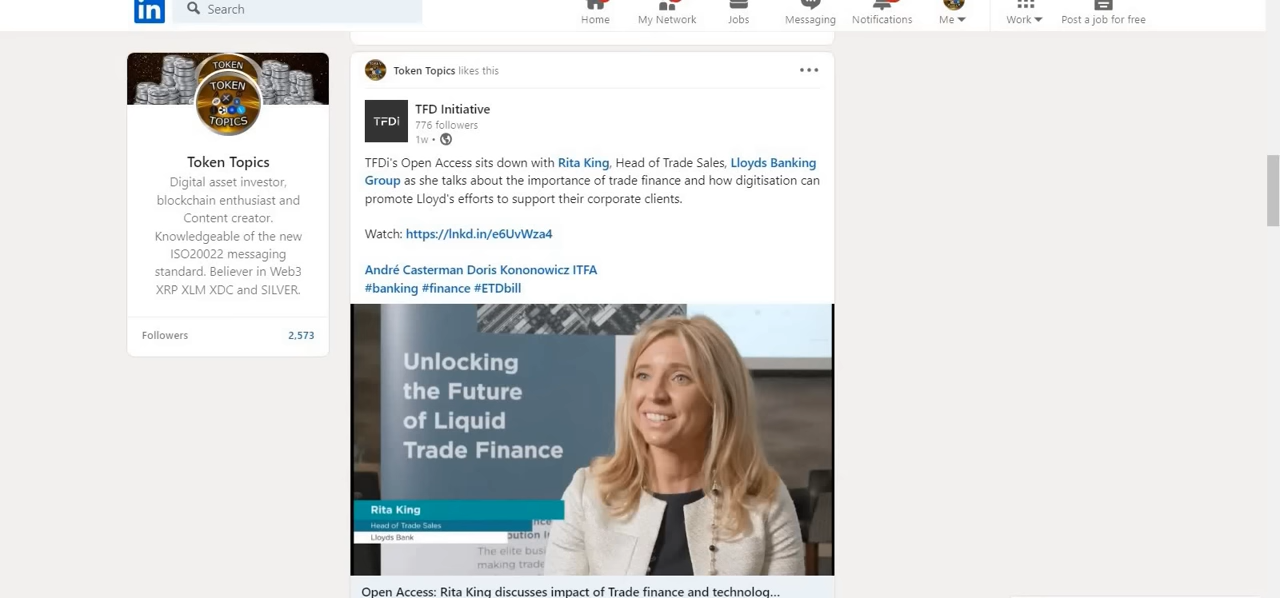 in
Search
Home
My Network
Jobs
Messaging
Notifications
Me
Work
Post a job for free
TOKEN
TOKEN
TOPICS
Token Topics
Digital asset investor,
blockchain enthusiast and
Content creator.
Knowledgeable of the new
ISO20022 messaging
standard. Believer in Web3
XRP XLM XDC and SILVER.
Followers 2,573
Token Topics likes this
TFDi
TFD Initiative
776 followers
1w •
TFDi's Open Access sits down with Rita King, Head of Trade Sales, Lloyds Banking
Group as she talks about the importance of trade finance and how digitisation can
promote Lloyd's efforts to support their corporate clients.
Watch: https://lnkd.in/e6UvWza4
André Casterman Doris Kononowicz ITFA
#banking #finance #ETDbill
Unlocking
the Future
of Liquid
Trade Finance
Rita King
Head of Trade Sales
Lloyds Bank
The elite busi
making trade
Open Access: Rita King discusses impact of Trade finance and technolog...